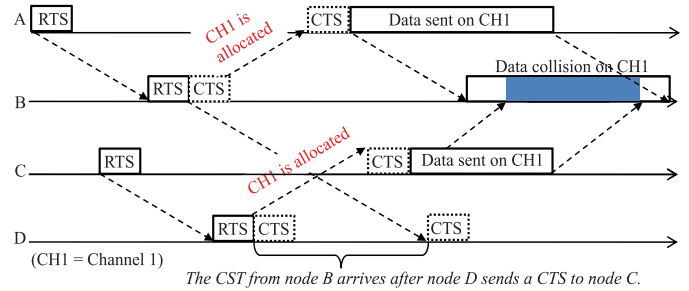 A RTS CH1 is allocated CTS Data sent on CH1
B RTS CTS Data collision on CH1
C RTS CH1 is allocated CTS Data sent on CH1
D RTS CTS CTS
(CH1 = Channel 1)
The CST from node B arrives after node D sends a CTS to node C.